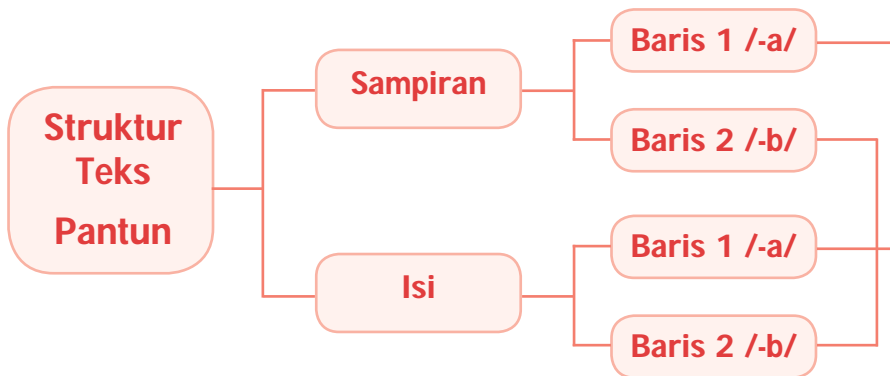 Struktur
Teks
Pantun
Sampiran
Baris 1 /-a/
Baris 2 /-b/
Isi
Baris 1 /-a/
Baris 2 /-b/